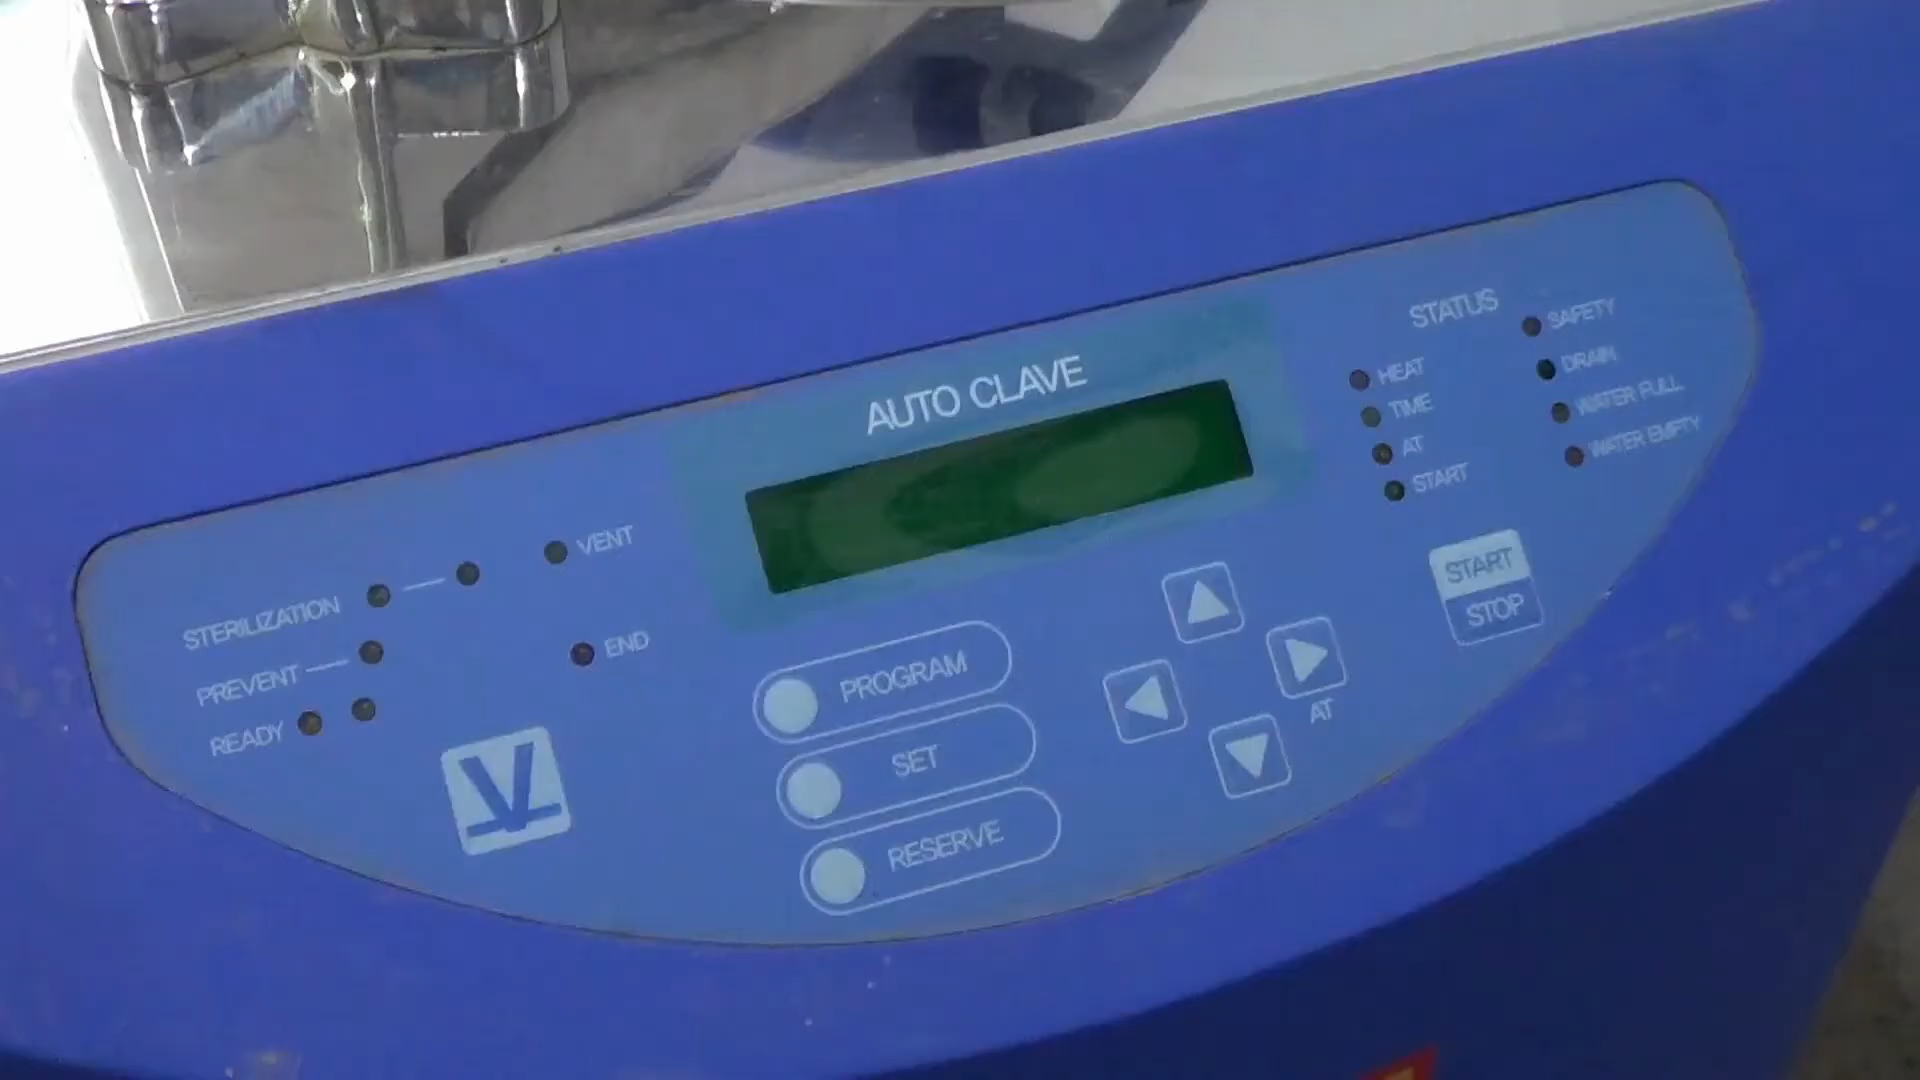 AUTO CLAVE
STERILIZATION
PREVENT
READY
VENT
END
PROGRAM
SET
RESERVE
AT
STATUS
HEAT
TIME
AT
START
SAFETY
DRAIN
WATER FULL
WATER EMPTY
START
STOP